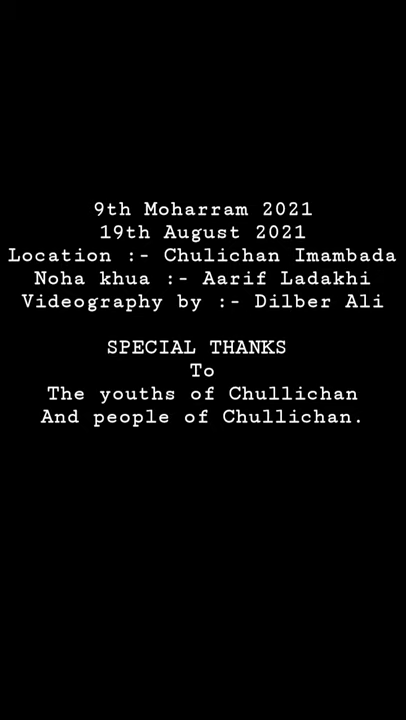 9th Moharram 2021
19th August 2021
Location :- Chulichan Imambada
Noha khua :- Aarif Ladakhi
Videography by :- Dilber Ali
SPECIAL THANKS
To
The youths of Chullichan
And people of Chullichan.